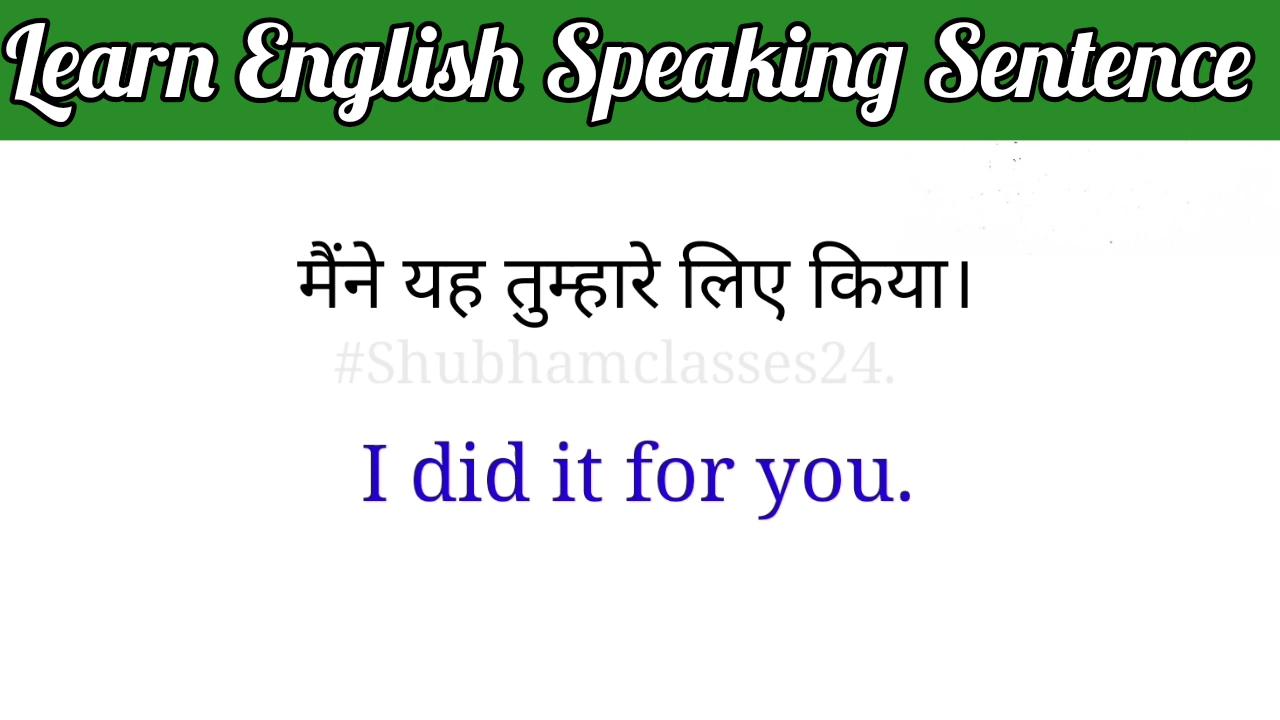 Learn English Speaking Sentence
मैंने यह तुम्हारे लिए किया।
#Shubhamclasses24.
I did it for you.